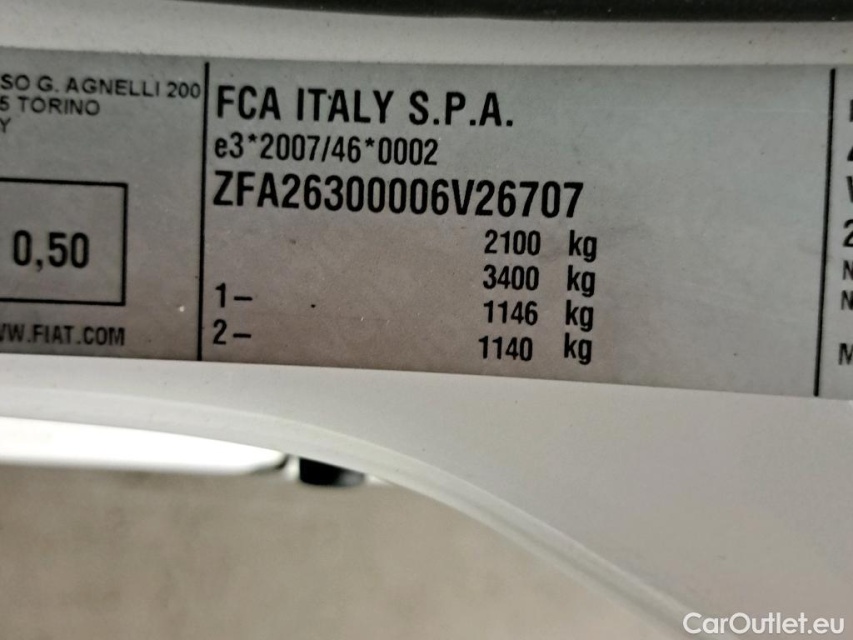 SO G. AGNELLI 200
5 TORINO
Y
0,50
W.FIAT.COM
FCA ITALY S.P.A.
e3*2007/46*0002
ZFA26300006V26707
2100 kg
3400 kg
1– 1146 kg
2– 1140 kg
2
N
N
M
CarOutlet.eu